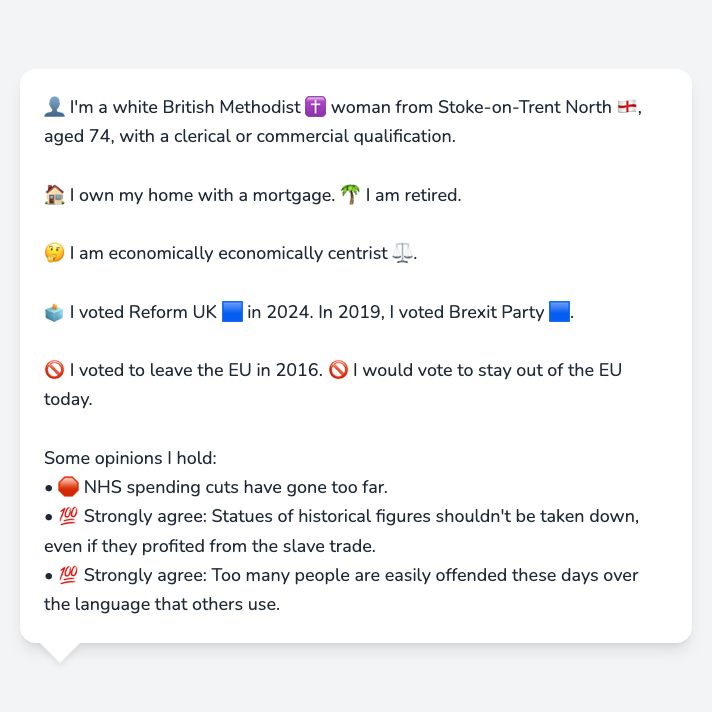 👤 I'm a white British Methodist ✝️ woman from Stoke-on-Trent North 🏴󠁧󠁢󠁥󠁮󠁧󠁿,
aged 74, with a clerical or commercial qualification.
🏠 I own my home with a mortgage. 🌴 I am retired.
🤔 I am economically economically centrist ⚖️.
🗳️ I voted Reform UK 🟦 in 2024. In 2019, I voted Brexit Party 🟦.
🚫 I voted to leave the EU in 2016. 🚫 I would vote to stay out of the EU
today.
Some opinions I hold:
• 🛑 NHS spending cuts have gone too far.
• 💯 Strongly agree: Statues of historical figures shouldn't be taken down,
even if they profited from the slave trade.
• 💯 Strongly agree: Too many people are easily offended these days over
the language that others use.